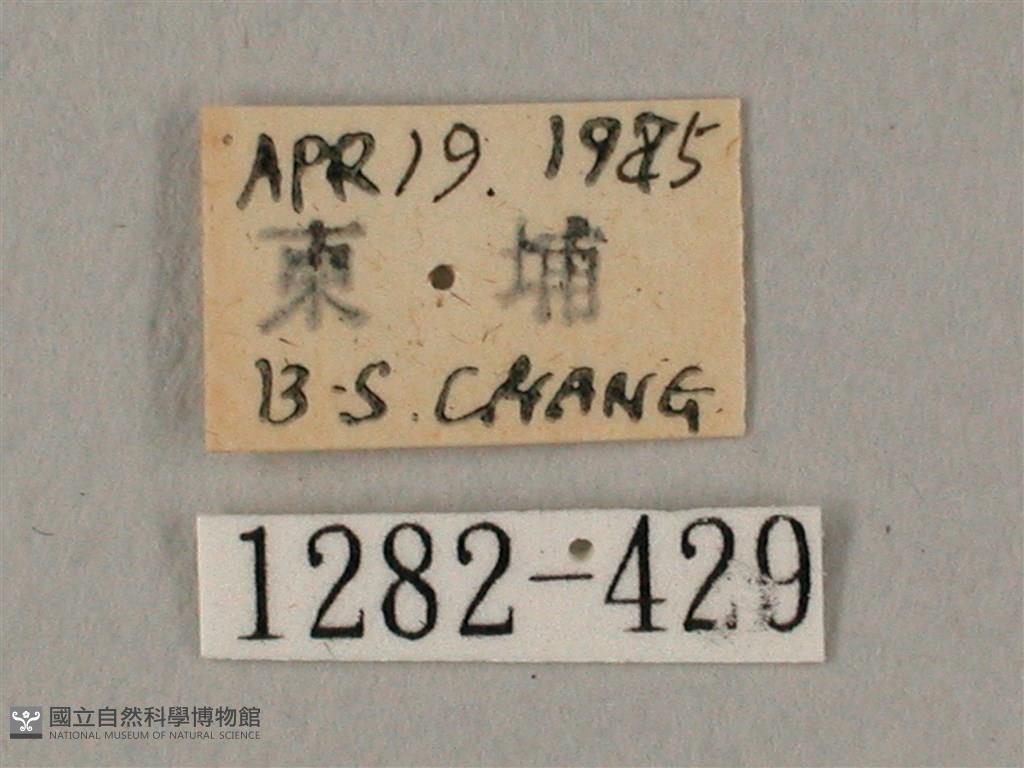 APR 19. 1985
東 埔
B-S. CHANG
1282-429
國立自然科學博物館
NATIONAL MUSEUM OF NATURAL SCIENCE